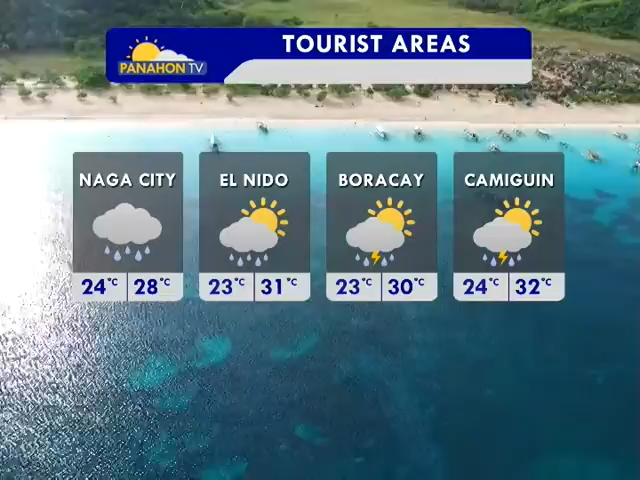 TOURIST AREAS
PANAHON TV
NAGA CITY
24°C 28°C
EL NIDO
23°C 31°C
BORACAY
23°C 30°C
CAMIGUIN
24°C 32°C